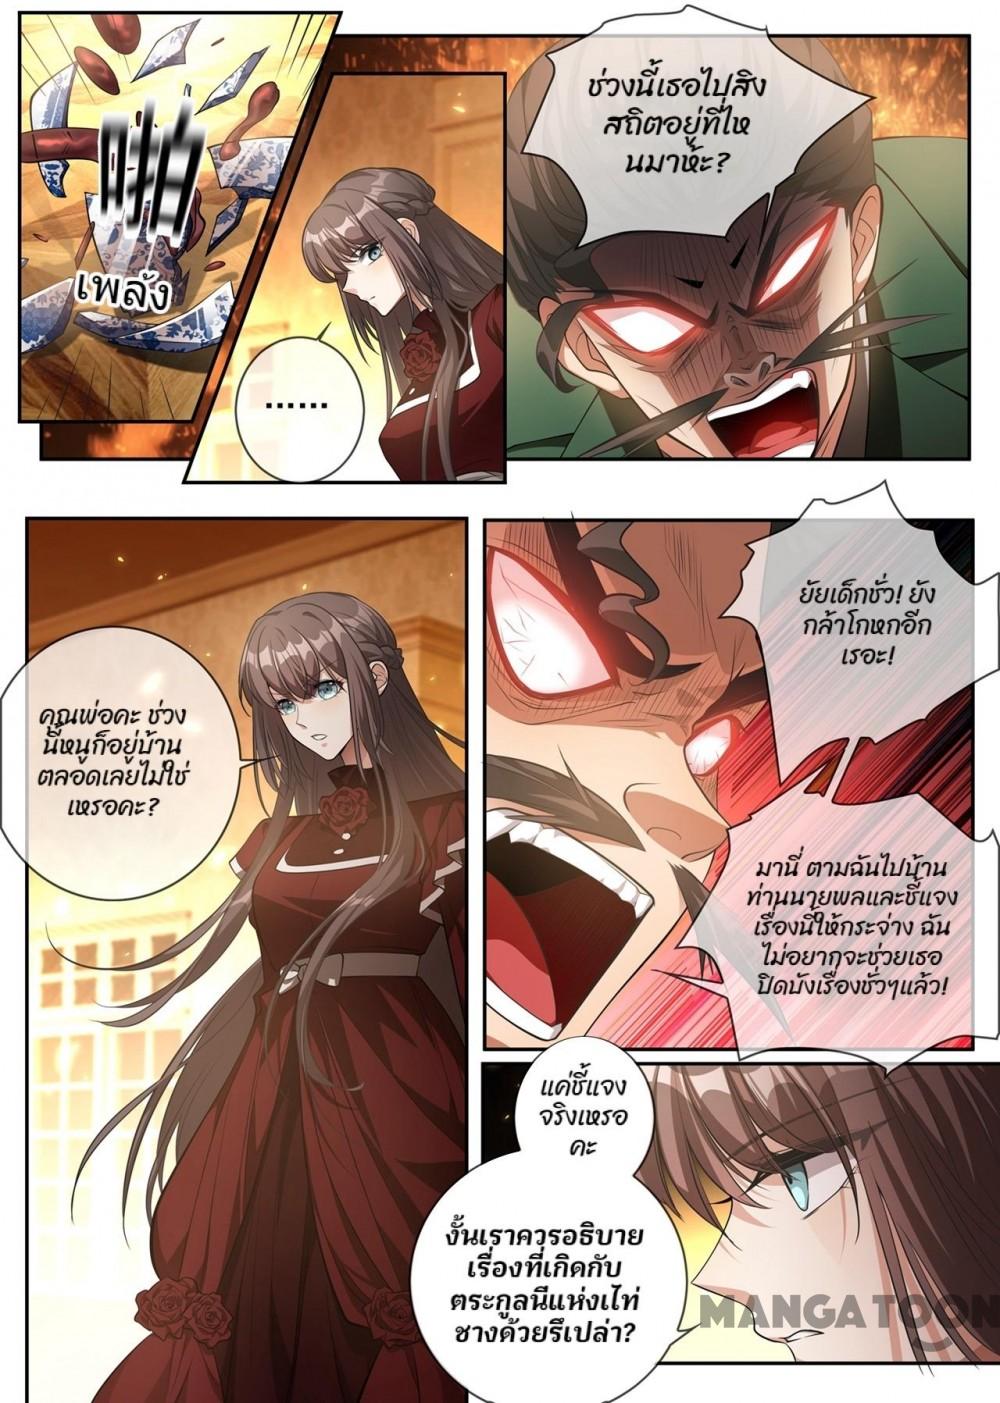 啪
เพล้ง
......
ช่วงนี้เธอไปสิง
สถิตอยู่ที่ไห
นมาห้ะ?
คุณพ่อคะ ช่วง
นี้หนูก็อยู่บ้าน
ตลอดเลยไม่ใช่
เหรอคะ?
ยัยเด็กชั่ว! ยัง
กล้าโกหกอีก
เรอะ!
มานี่ ตามฉันไปบ้าน
ท่านนายพลและชี้แจง
เรื่องนี้ให้กระจ่าง ฉัน
ไม่อยากจะช่วยเธอ
ปิดบังเรื่องชั่วๆแล้ว!
แค่ชี้แจง
จริงเหรอ
คะ
งั้นเราควรอธิบาย
เรื่องที่เกิดกับ
ตระกูลนีแห่งเเท่
ซางด้วยรึเปล่า?
MANGATOON